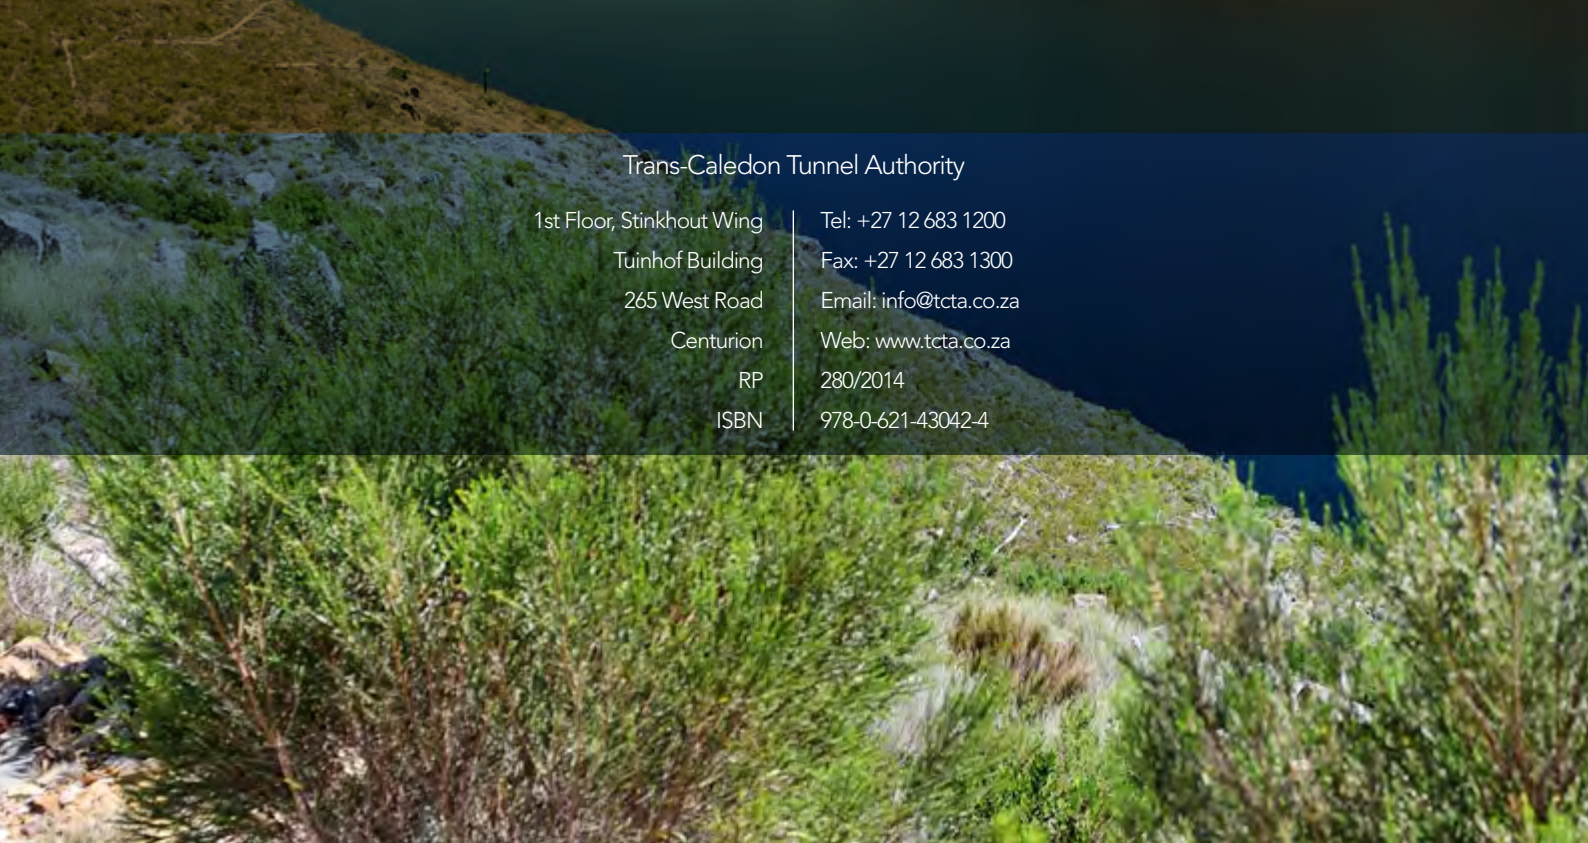 Trans-Caledon Tunnel Authority
1st Floor, Stinkhout Wing
Tuinhof Building
265 West Road
Centurion
RP
ISBN
Tel: +27 12 683 1200
Fax: +27 12 683 1300
Email: info@tcta.co.za
Web: www.tcta.co.za
280/2014
978-0-621-43042-4